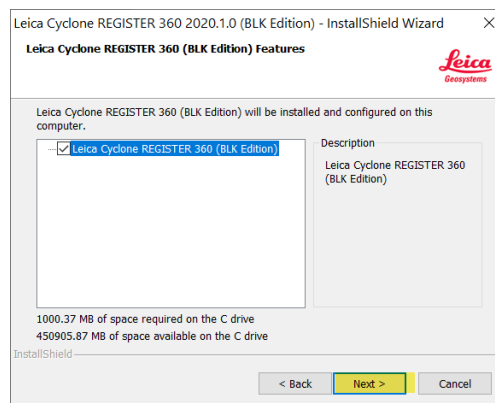 Leica Cyclone REGISTER 360 2020.1.0 (BLK Edition) - InstallShield Wizard
Leica Cyclone REGISTER 360 (BLK Edition) Features
Leica
Geosystems
Leica Cyclone REGISTER 360 (BLK Edition) will be installed and configured on this
computer.
Leica Cyclone REGISTER 360 (BLK Edition)
Description
Leica Cyclone REGISTER 360
(BLK Edition)
1000.37 MB of space required on the C drive
450905.87 MB of space available on the C drive
InstallShield
< Back
Next >
Cancel